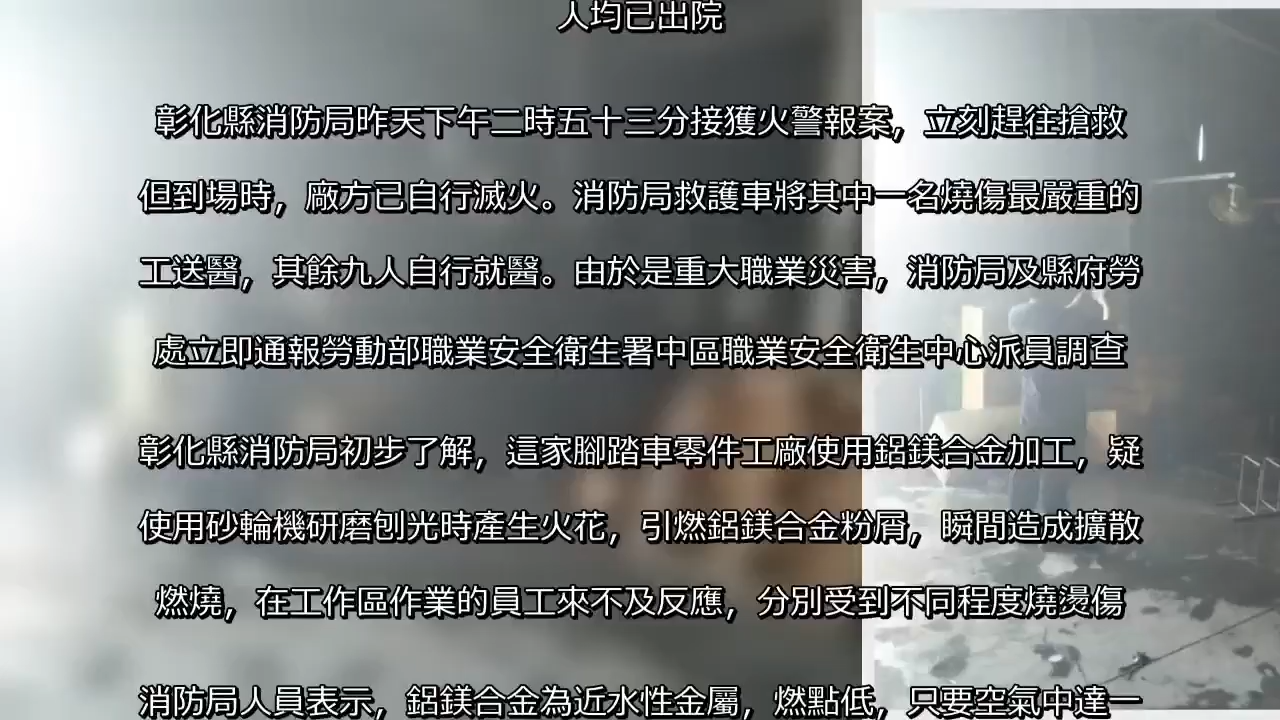 人均已出院
彰化縣消防局昨天下午二時五十三分接獲火警報案，立刻趕往搶救
但到場時，廠方已自行滅火。消防局救護車將其中一名燒傷最嚴重的
工送醫，其餘九人自行就醫。由於是重大職業災害，消防局及縣府勞
處立即通報勞動部職業安全衛生署中區職業安全衛生中心派員調查
彰化縣消防局初步了解，這家腳踏車零件工廠使用鋁鎂合金加工，疑
使用砂輪機研磨刨光時產生火花，引燃鋁鎂合金粉屑，瞬間造成擴散
燃燒，在工作區作業的員工來不及反應，分別受到不同程度燒燙傷
消防局人員表示，鋁鎂合金為近水性金屬，燃點低，只要空氣中達一